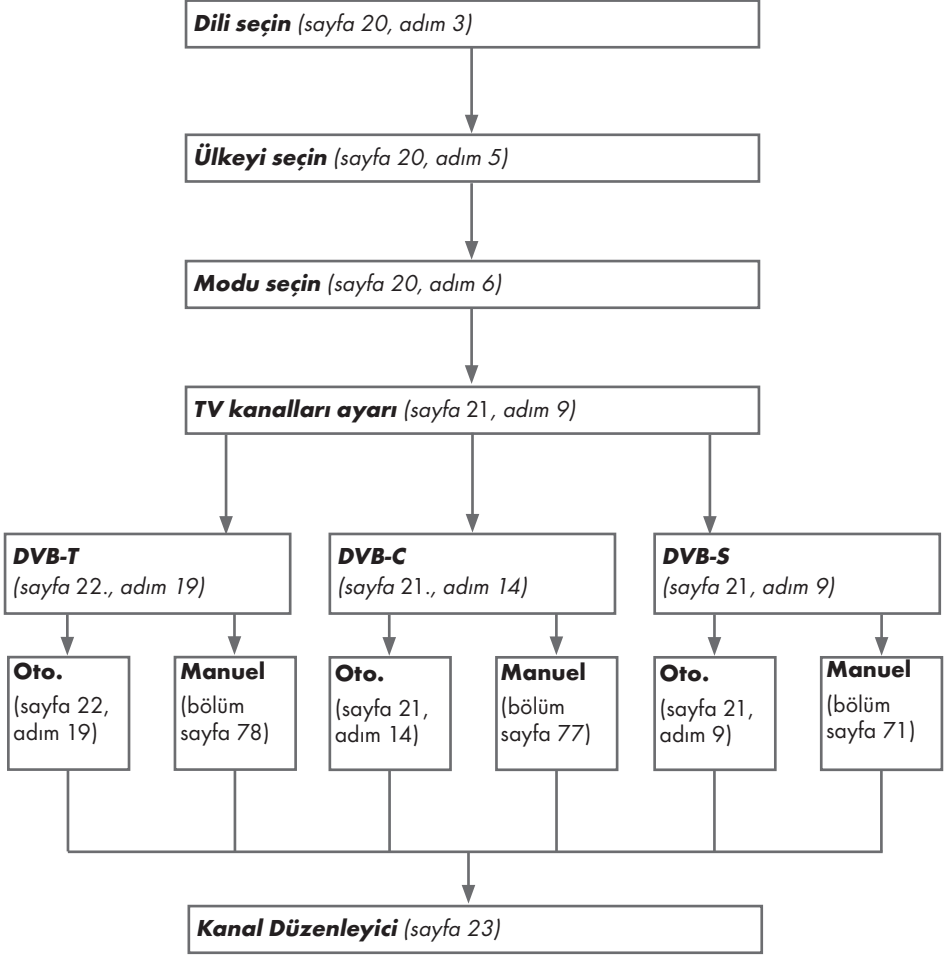 Dili seçin (sayfa 20, adım 3)
Ülkeyi seçin (sayfa 20, adım 5)
Modu seçin (sayfa 20, adım 6)
TV kanalları ayarı (sayfa 21, adım 9)
DVB-T
(sayfa 22., adım 19)
DVB-C
(sayfa 21., adım 14)
DVB-S
(sayfa 21, adım 9)
Oto.
(sayfa 22,
adım 19)
Manuel
(bölüm
sayfa 78)
Oto.
(sayfa 21,
adım 14)
Manuel
(bölüm
sayfa 77)
Oto.
(sayfa 21,
adım 9)
Manuel
(bölüm
sayfa 71)
Kanal Düzenleyici (sayfa 23)